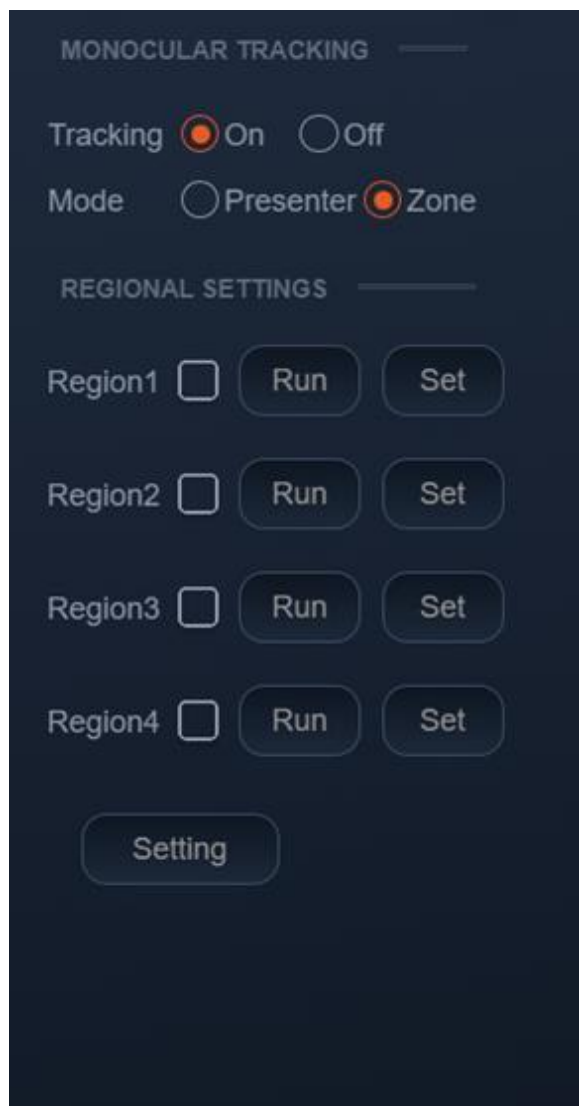 MONOCULAR TRACKING
Tracking On Off
Mode Presenter Zone
REGIONAL SETTINGS
Region1 Run Set
Region2 Run Set
Region3 Run Set
Region4 Run Set
Setting